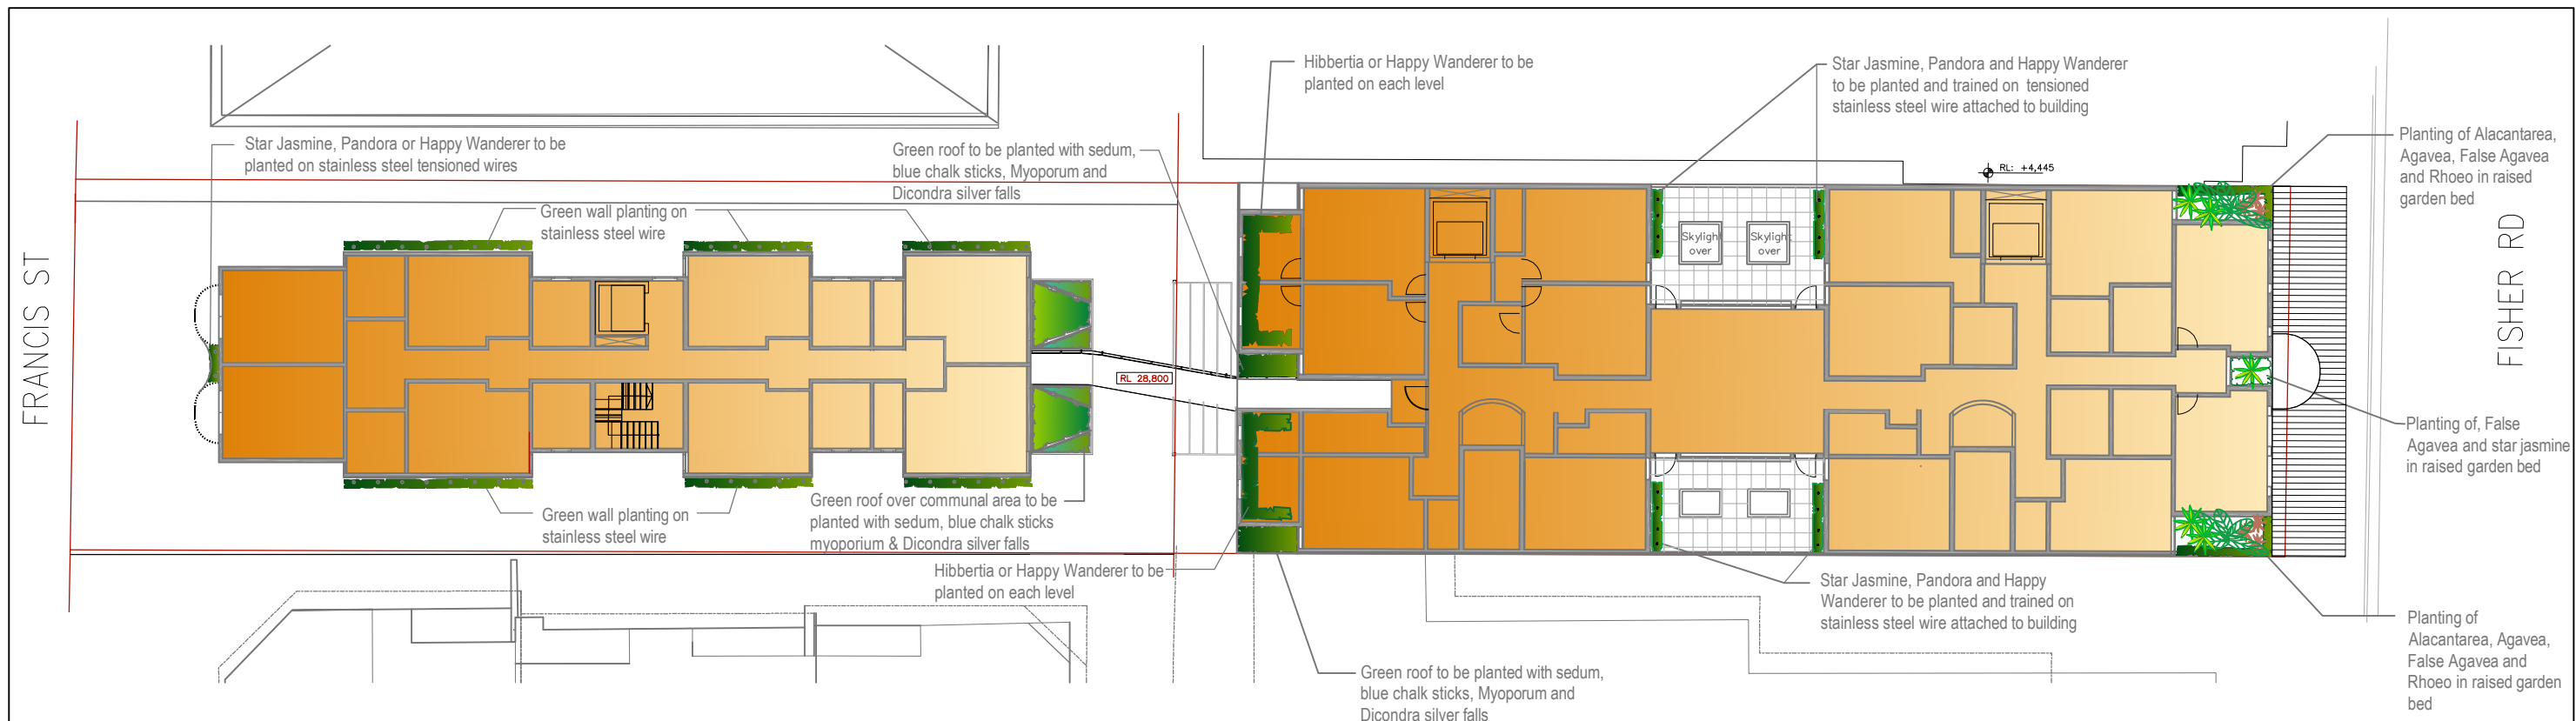 FRANCIS ST
Star Jasmine, Pandora or Happy Wanderer to be
planted on stainless steel tensioned wires
Green wall planting on
stainless steel wire
Green roof to be planted with sedum,
blue chalk sticks, Myoporum and
Dicondra silver falls
Hibbertia or Happy Wanderer to be
planted on each level
Star Jasmine, Pandora and Happy Wanderer
to be planted and trained on tensioned
stainless steel wire attached to building
RL: +4,445
Planting of Alacantarea,
Agavea, False Agavea
and Rhoeo in raised
garden bed
FISHER RD
Skylight
over
Skylight
over
RL 28,800
Planting of, False
Agavea and star jasmine
in raised garden bed
Green wall planting on
stainless steel wire
Green roof over communal area to be
planted with sedum, blue chalk sticks
myoporium & Dicondra silver falls
Hibbertia or Happy Wanderer to be
planted on each level
Star Jasmine, Pandora and Happy
Wanderer to be planted and trained on
stainless steel wire attached to building
Green roof to be planted with sedum,
blue chalk sticks, Myoporum and
Dicondra silver falls
Planting of
Alacantarea, Agavea,
False Agavea and
Rhoeo in raised garden
bed